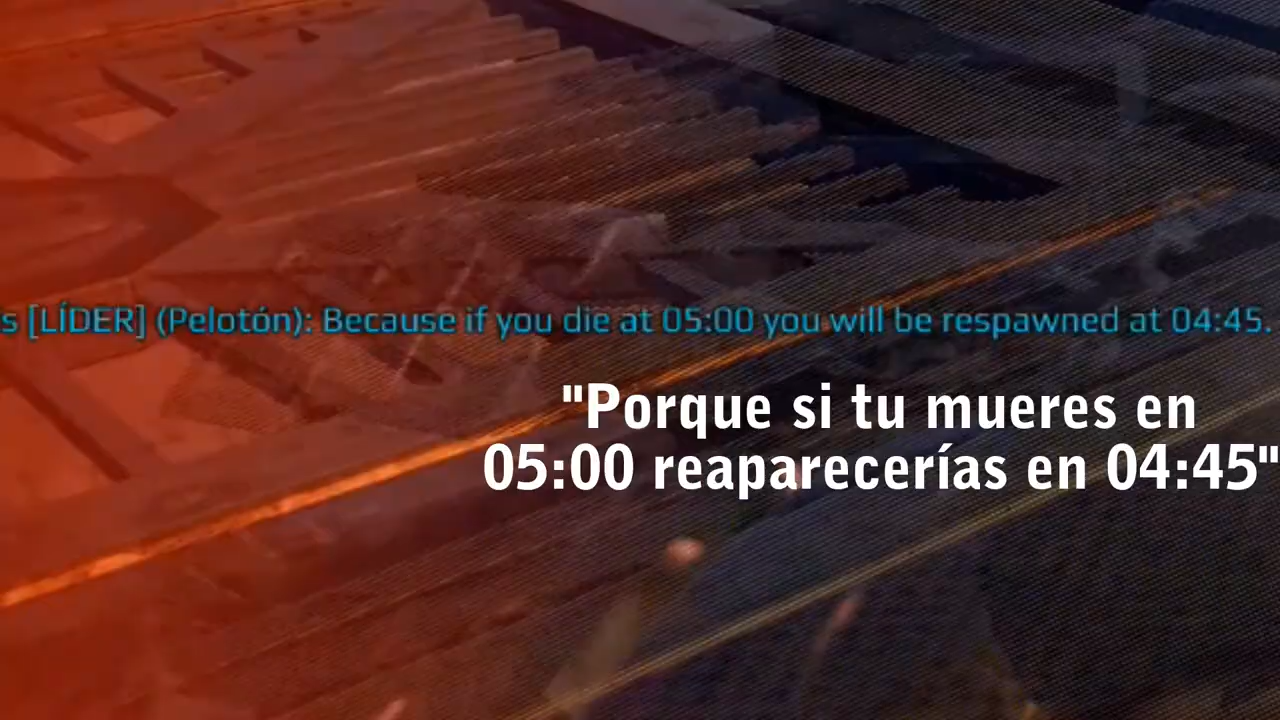 s [LÍDER] (Pelotón): Because if you die at 05:00 you will be respawned at 04:45.
"Porque si tu mueres en
05:00 reaparecerías en 04:45"